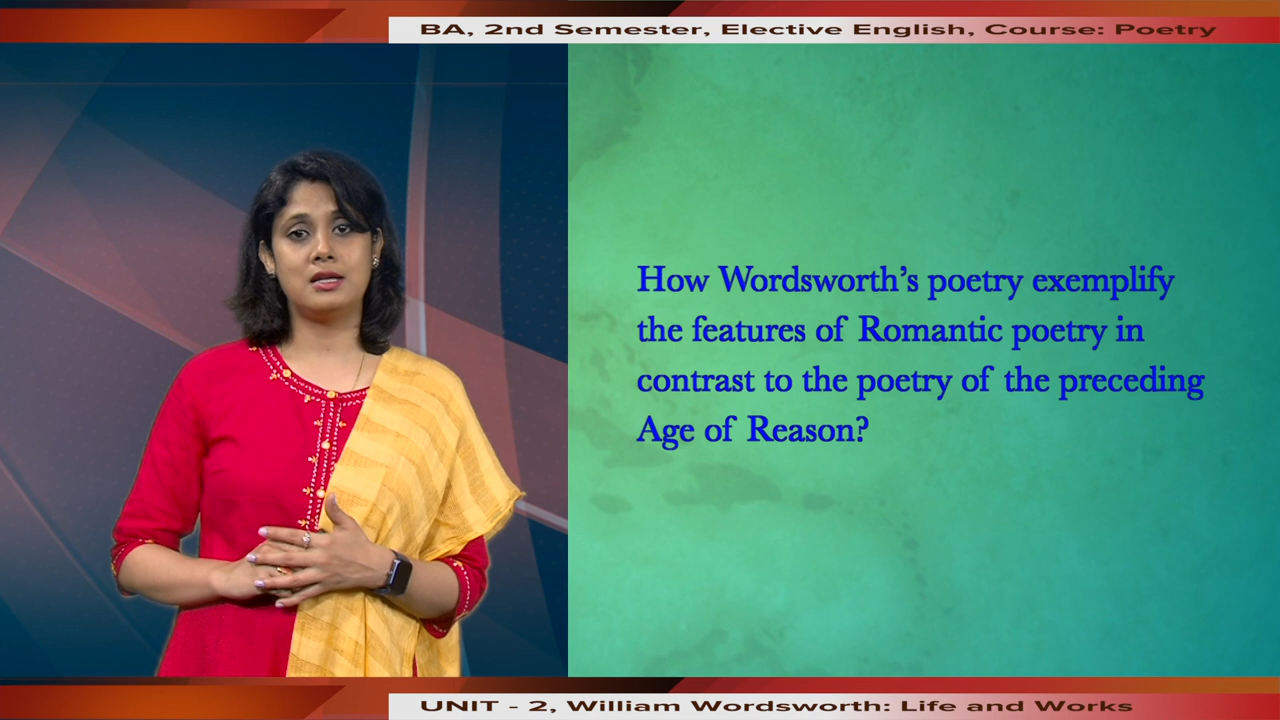 BA, 2nd Semester, Elective English, Course: Poetry
How Wordsworth's poetry exemplify
the features of Romantic poetry in
contrast to the poetry of the preceding
Age of Reason?
UNIT - 2, William Wordsworth: Life and Works